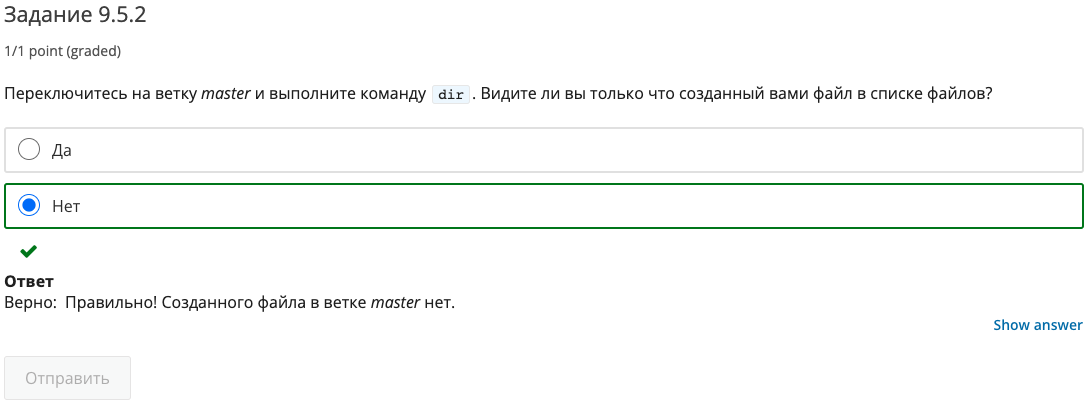 Задание 9.5.2
1/1 point (graded)
Переключитесь на ветку master и выполните команду dir. Видите ли вы только что созданный вами файл в списке файлов?
Да
Нет
Ответ
Верно: Правильно! Созданного файла в ветке master нет.
Show answer
Отправить